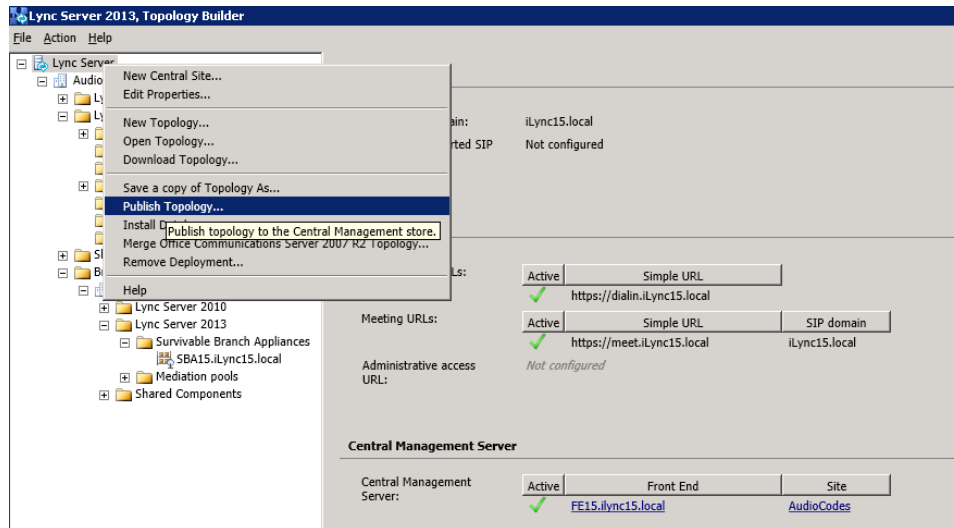 Lync Server 2013, Topology Builder
File Action Help
Lync Server
Audio
New Central Site...
Edit Properties...
New Topology...
Open Topology...
Download Topology...
Save a copy of Topology As...
Publish Topology...
Install D
Publish topology to the Central Management store.
Merge Office Communications Server 2007 R2 Topology...
Remove Deployment...
Help
Lync Server 2010
Lync Server 2013
Survivable Branch Appliances
SBA15.iLync15.local
Mediation pools
Shared Components
ain: iLync15.local
rted SIP Not configured
Ls: Active Simple URL
https://dialin.iLync15.local
Meeting URLs: Active Simple URL SIP domain
https://meet.iLync15.local iLync15.local
Administrative access URL: Not configured
Central Management Server
Central Management Server: Active Front End Site
FE15.ilync15.local AudioCodes